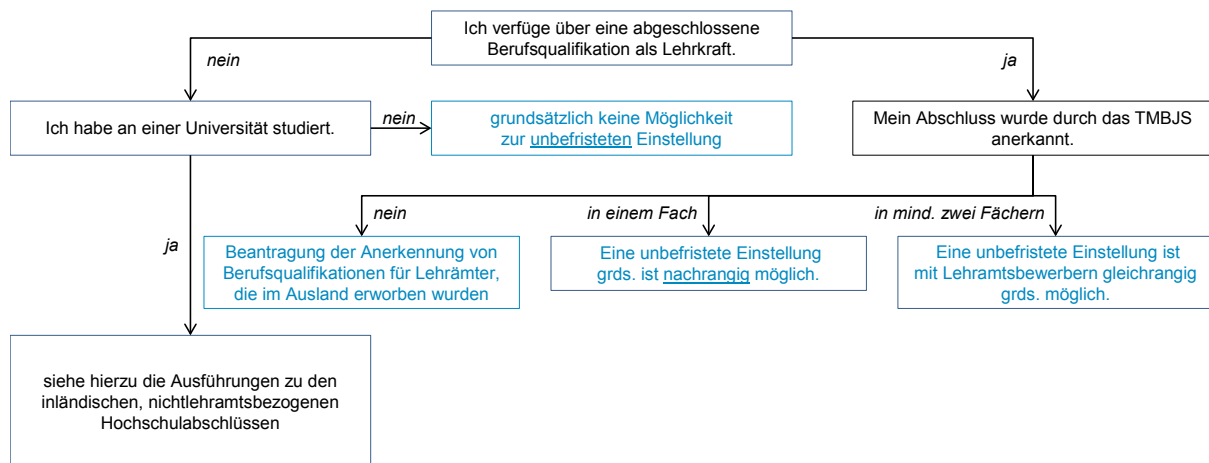 Ich verfüge über eine abgeschlossene
Berufsqualifikation als Lehrkraft.
nein
ja
Ich habe an einer Universität studiert.
nein
grundsätzlich keine Möglichkeit
zur unbefristeten Einstellung
Mein Abschluss wurde durch das TMBJS
anerkannt.
nein
in einem Fach
in mind. zwei Fächern
ja
Beantragung der Anerkennung von
Berufsqualifikationen für Lehrämter,
die im Ausland erworben wurden
Eine unbefristete Einstellung
grds. ist nachrangig möglich.
Eine unbefristete Einstellung ist
mit Lehramtsbewerbern gleichrangig
grds. möglich.
siehe hierzu die Ausführungen zu den
inländischen, nichtlehramtsbezogenen
Hochschulabschlüssen